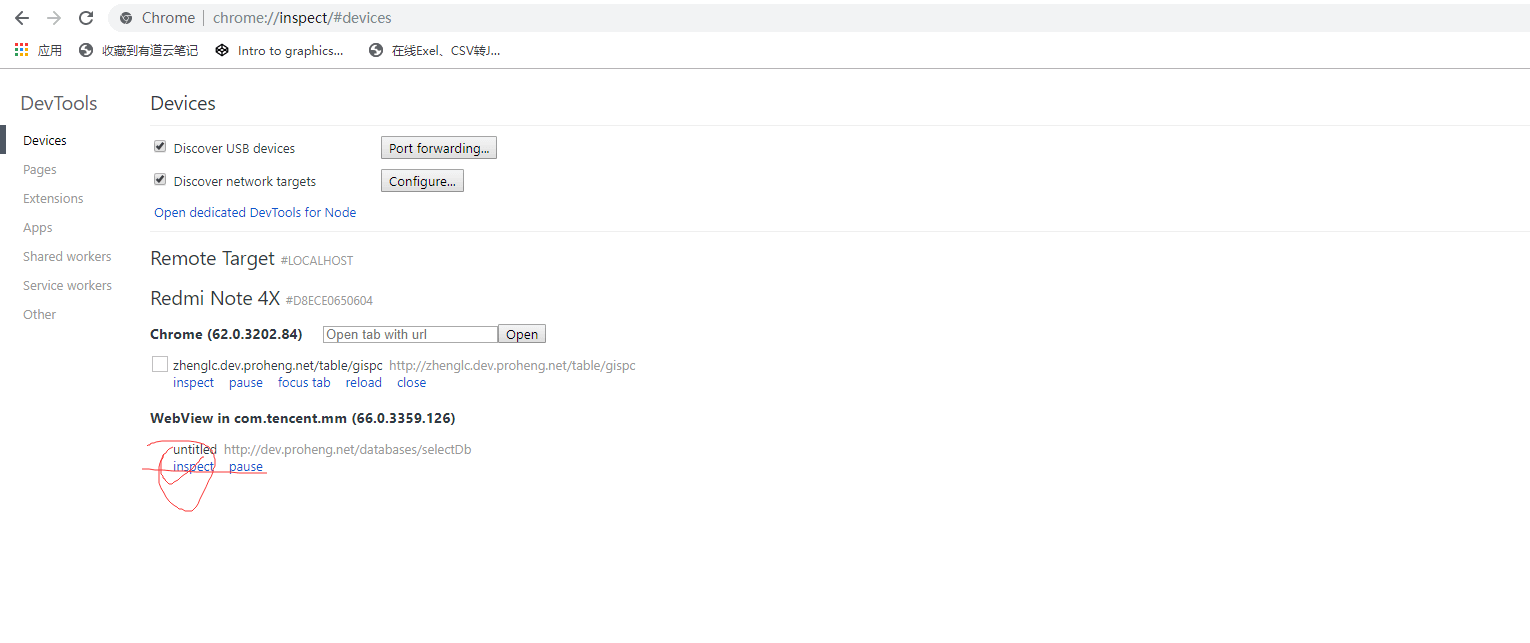 Chrome | chrome://inspect/#devices
应用 收藏到有道云笔记 Intro to graphics... 在线Exel、CSV转J...
DevTools
Devices
Pages
Extensions
Apps
Shared workers
Service workers
Other
Devices
Discover USB devices Port forwarding...
Discover network targets Configure...
Open dedicated DevTools for Node
Remote Target #LOCALHOST
Redmi Note 4X #D8ECE0650604
Chrome (62.0.3202.84) Open tab with url Open
zhenglc.dev.proheng.net/table/gispc http://zhenglc.dev.proheng.net/table/gispc
inspect pause focus tab reload close
WebView in com.tencent.mm (66.0.3359.126)
untitled http://dev.proheng.net/databases/selectDb
inspect pause